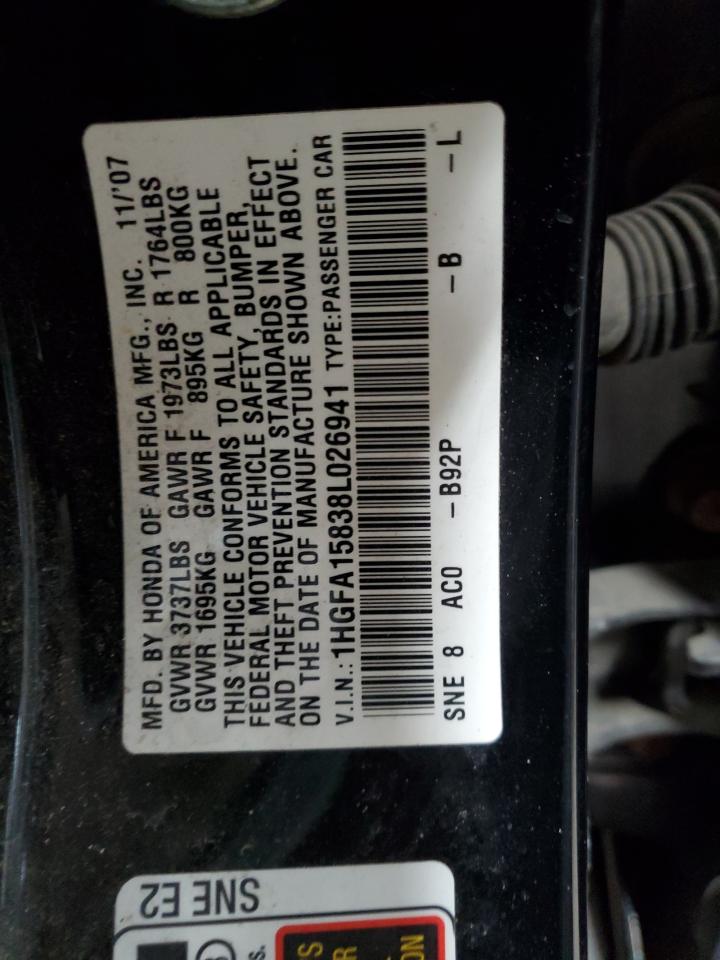 MFD. BY HONDA OF AMERICA MFG., INC. 11/'07
GVWR 3737LBS GAWR F 1973LBS R 1764LBS
GVWR 1695KG GAWR F 895KG R 800KG
THIS VEHICLE CONFORMS TO ALL APPLICABLE
FEDERAL MOTOR VEHICLE SAFETY, BUMPER,
AND THEFT PREVENTION STANDARDS IN EFFECT
ON THE DATE OF MANUFACTURE SHOWN ABOVE.
V.I.N.: 1HGFA15838L026941 TYPE:PASSENGER CAR
SNE 8 AC0 -B92P -B -L
SNE E2